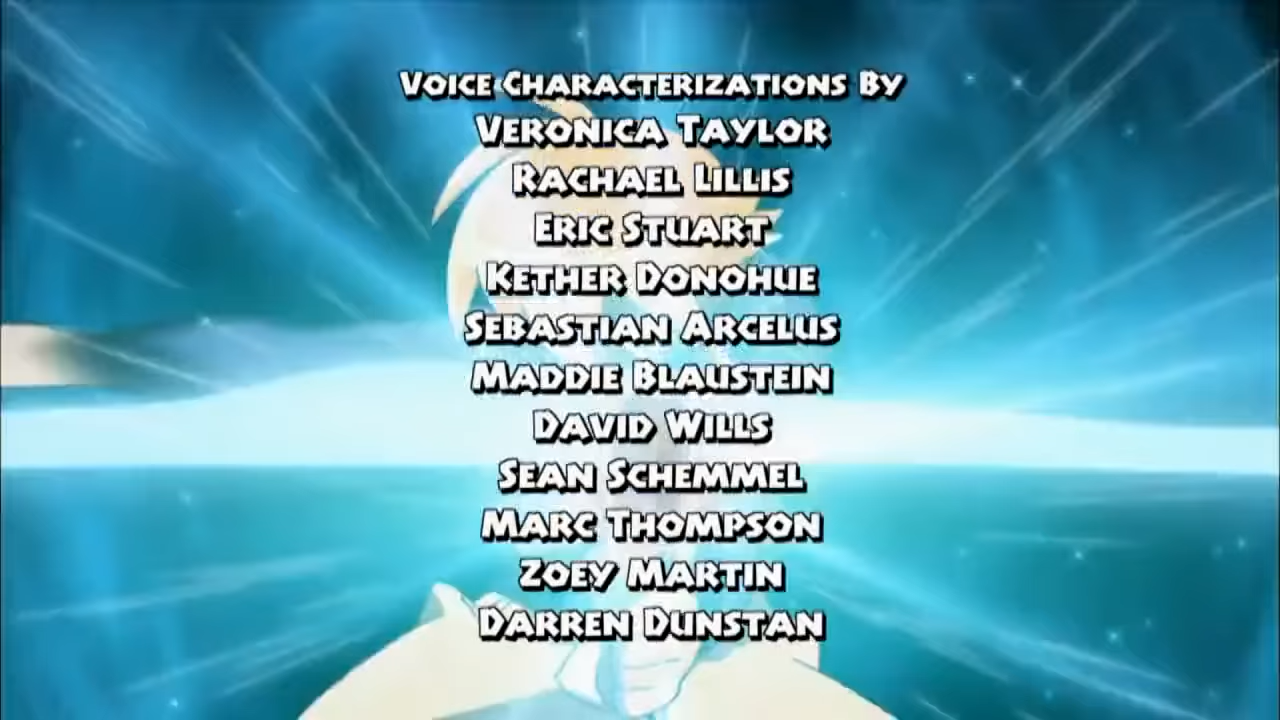 Voice Characterizations By
Veronica Taylor
Rachael Lillis
Eric Stuart
Kether Donohue
Sebastian Arcelus
Maddie Blaustein
David Wills
Sean Schemmel
Marc Thompson
Zoey Martin
Darren Dunstan